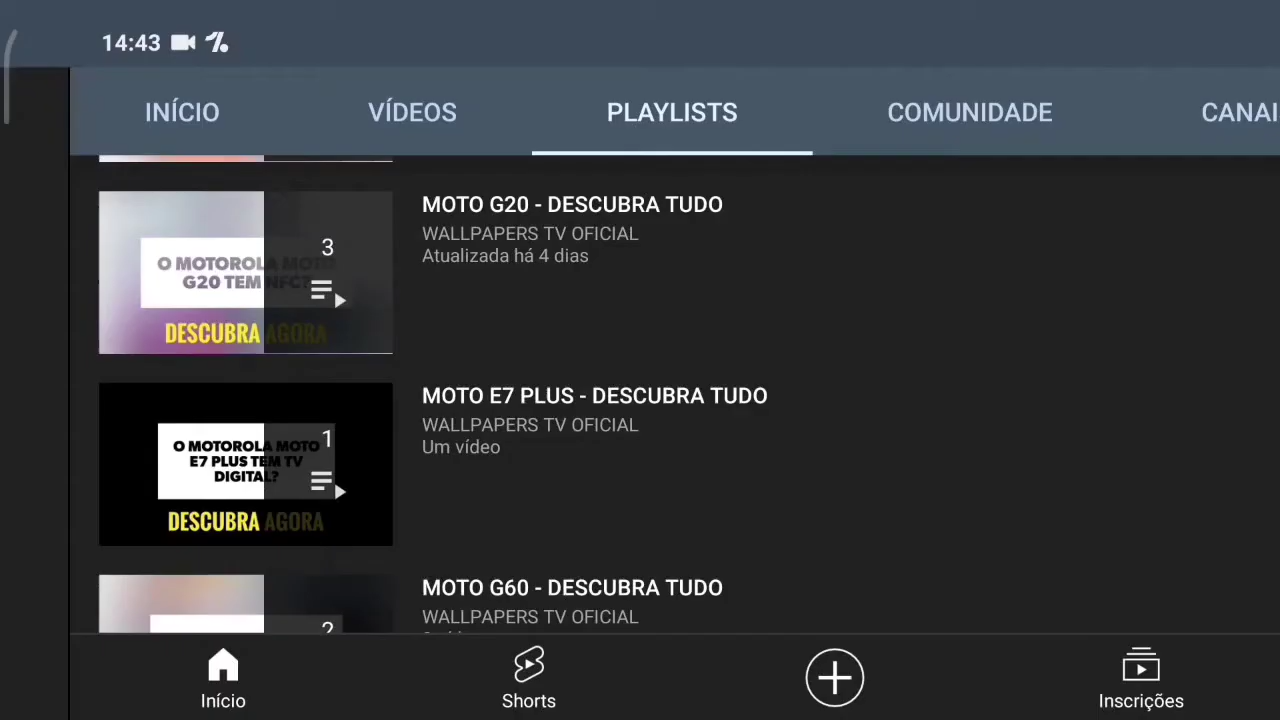 14:43
INÍCIO
VÍDEOS
PLAYLISTS
COMUNIDADE
CANAI
3
O MOTOROLA MOTO
G20 TEM NFC?
DESCUBRA AGORA
MOTO G20 - DESCUBRA TUDO
WALLPAPERS TV OFICIAL
Atualizada há 4 dias
1
O MOTOROLA MOTO
E7 PLUS TEM TV
DIGITAL?
DESCUBRA AGORA
MOTO E7 PLUS - DESCUBRA TUDO
WALLPAPERS TV OFICIAL
Um vídeo
2
MOTO G60 - DESCUBRA TUDO
WALLPAPERS TV OFICIAL
Início
Shorts
Inscrições